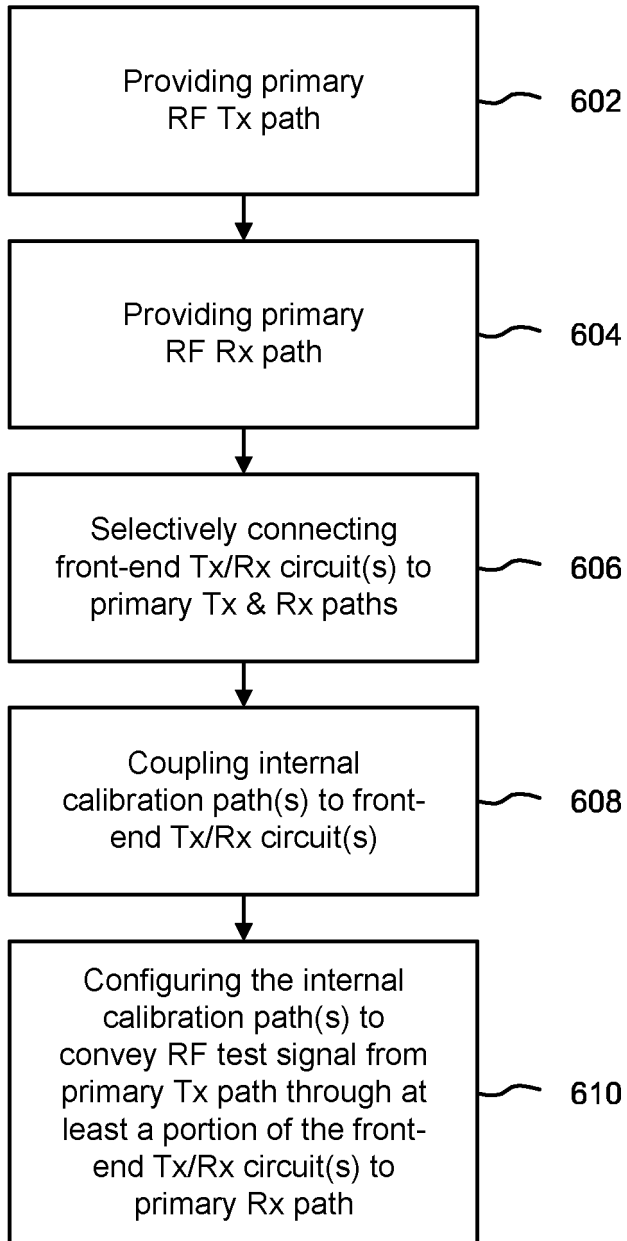 Providing primary
RF Tx path
602
Providing primary
RF Rx path
604
Selectively connecting
front-end Tx/Rx circuit(s) to
primary Tx & Rx paths
606
Coupling internal
calibration path(s) to front-
end Tx/Rx circuit(s)
608
Configuring the internal
calibration path(s) to
convey RF test signal from
primary Tx path through at
least a portion of the front-
end Tx/Rx circuit(s) to
primary Rx path
610